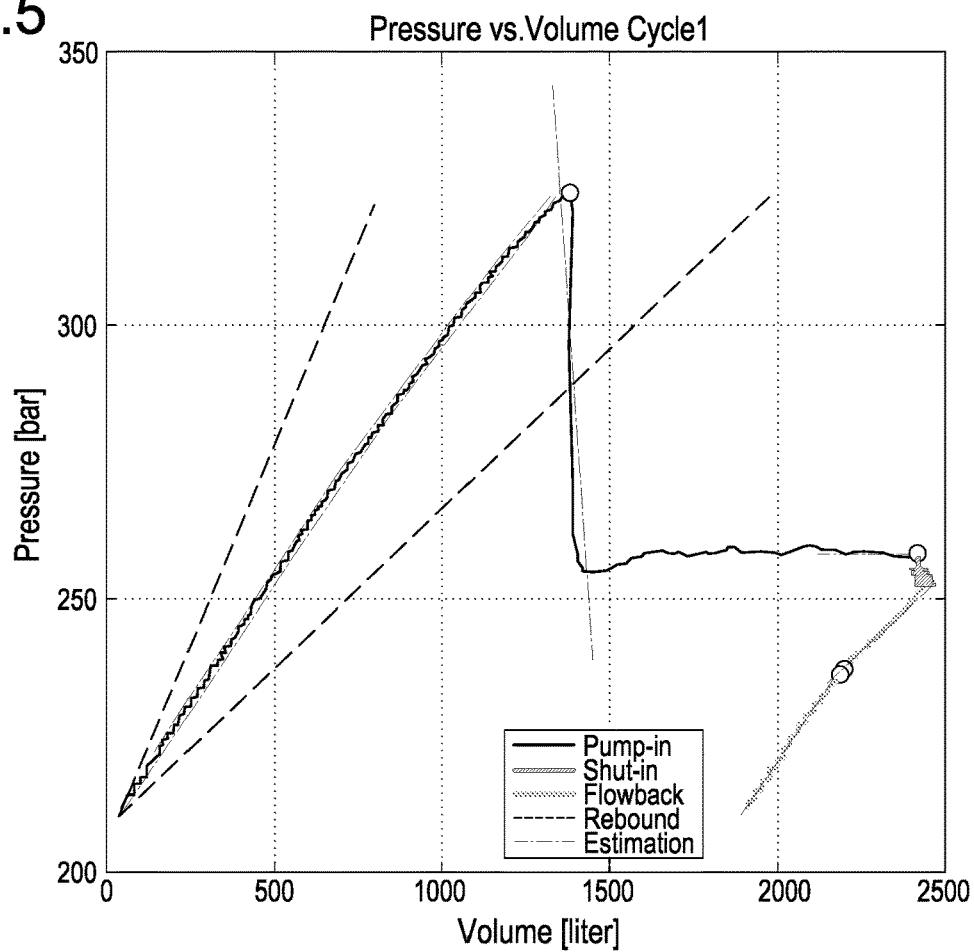 .5
Pressure vs.Volume Cycle1
350
300
250
200
Pressure [bar]
Pump-in
Shut-in
Flowback
Rebound
Estimation
0 500 1000 1500 2000 2500
Volume [liter]